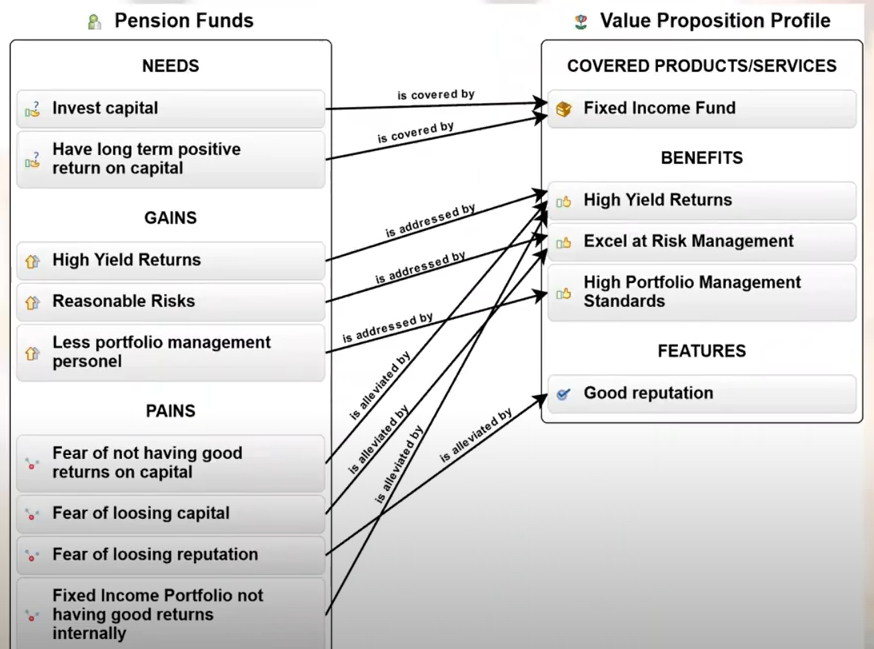 Pension Funds
NEEDS
Invest capital
Have long term positive
return on capital
GAINS
High Yield Returns
Reasonable Risks
Less portfolio management
personel
PAINS
Fear of not having good
returns on capital
Fear of loosing capital
Fear of loosing reputation
Fixed Income Portfolio not
having good returns
internally
is covered by
is covered by
is addressed by
is addressed by
is addressed by
is alleviated by
is alleviated by
is alleviated by
is alleviated by
Value Proposition Profile
COVERED PRODUCTS/SERVICES
Fixed Income Fund
BENEFITS
High Yield Returns
Excel at Risk Management
High Portfolio Management
Standards
FEATURES
Good reputation